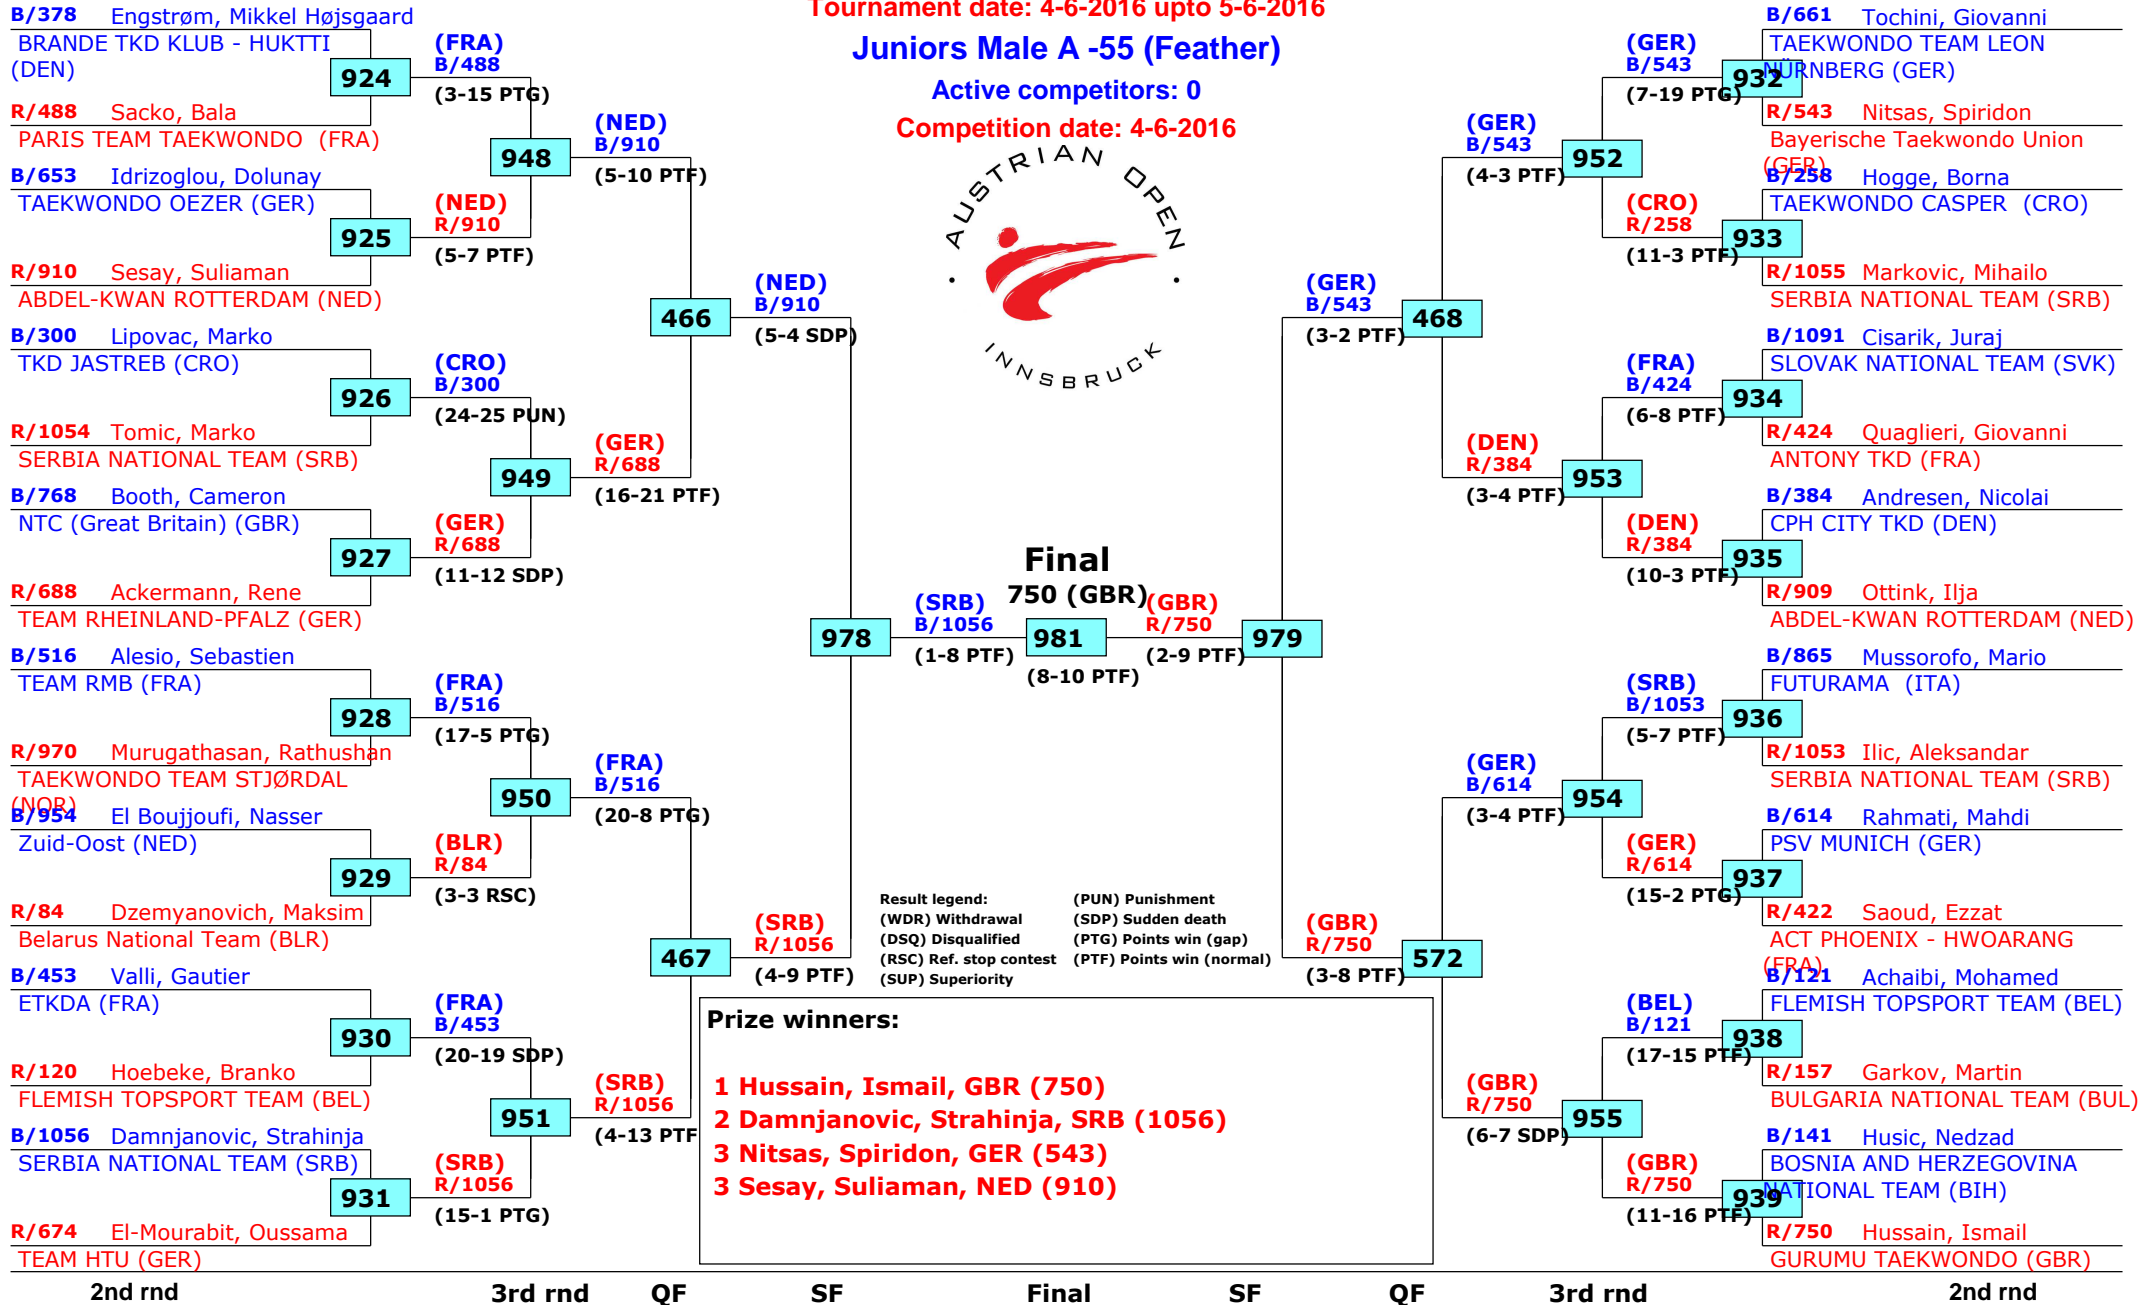 Tournament date: 4-6-2016 upto 5-6-2016
Juniors Male A -55 (Feather)
Active competitors: 0
Competition date: 4-6-2016
AUSTRIAN OPEN
INNSBRUCK
B/378 Engstrøm, Mikkel Højsgaard
BRANDE TKD KLUB - HUKTTI
(DEN)
924
R/488 Sacko, Bala
PARIS TEAM TAEKWONDO (FRA)
B/653 Idrizoglou, Dolunay
TAEKWONDO OEZER (GER)
925
R/910 Sesay, Suliaman
ABDEL-KWAN ROTTERDAM (NED)
B/300 Lipovac, Marko
TKD JASTREB (CRO)
926
R/1054 Tomic, Marko
SERBIA NATIONAL TEAM (SRB)
B/768 Booth, Cameron
NTC (Great Britain) (GBR)
927
R/688 Ackermann, Rene
TEAM RHEINLAND-PFALZ (GER)
B/516 Alesio, Sebastien
TEAM RMB (FRA)
928
R/970 Murugathasan, Rathushan
TAEKWONDO TEAM STJØRDAL
(NOR)
B/954 El Boujjoufi, Nasser
Zuid-Oost (NED)
929
R/84 Dzemyanovich, Maksim
Belarus National Team (BLR)
B/453 Valli, Gautier
ETKDA (FRA)
930
R/120 Hoebeke, Branko
FLEMISH TOPSPORT TEAM (BEL)
B/1056 Damnjanovic, Strahinja
SERBIA NATIONAL TEAM (SRB)
931
R/674 El-Mourabit, Oussama
TEAM HTU (GER)
(FRA)
B/488
(3-15 PTG)
948
(NED)
R/910
(5-7 PTF)
(CRO)
B/300
(24-25 PUN)
949
(GER)
R/688
(11-12 SDP)
(FRA)
B/516
(17-5 PTG)
950
(BLR)
R/84
(3-3 RSC)
(FRA)
B/453
(20-19 SDP)
951
(SRB)
R/1056
(15-1 PTG)
(NED)
B/910
(5-10 PTF)
466
(GER)
R/688
(16-21 PTF)
(FRA)
B/516
(20-8 PTG)
467
(SRB)
R/1056
(4-13 PTF
(NED)
B/910
(5-4 SDP)
978
(SRB)
R/1056
(4-9 PTF)
(SRB)
B/1056
(1-8 PTF)
Final
750 (GBR)
981
(8-10 PTF)
(GBR)
R/750
(2-9 PTF)
979
(GER)
B/543
(3-2 PTF)
468
(GBR)
R/750
(3-8 PTF)
572
(GER)
B/543
(4-3 PTF)
952
(DEN)
R/384
(3-4 PTF)
953
(GER)
B/614
(3-4 PTF)
954
(GBR)
R/750
(6-7 SDP)
955
(GER)
B/543
(7-19 PTG)
(CRO)
R/258
(11-3 PTF)
(FRA)
B/424
(6-8 PTF)
(DEN)
R/384
(10-3 PTF)
(SRB)
B/1053
(5-7 PTF)
(GER)
R/614
(15-2 PTG)
(BEL)
B/121
(17-15 PTF)
(GBR)
R/750
(11-16 PTF)
B/661 Tochini, Giovanni
TAEKWONDO TEAM LEON
NÜRNBERG (GER)
932
R/543 Nitsas, Spiridon
Bayerische Taekwondo Union
(GER)
B/258 Hogge, Borna
TAEKWONDO CASPER (CRO)
933
R/1055 Markovic, Mihailo
SERBIA NATIONAL TEAM (SRB)
B/1091 Cisarik, Juraj
SLOVAK NATIONAL TEAM (SVK)
934
R/424 Quaglieri, Giovanni
ANTONY TKD (FRA)
B/384 Andresen, Nicolai
CPH CITY TKD (DEN)
935
R/909 Ottink, Ilja
ABDEL-KWAN ROTTERDAM (NED)
B/865 Mussorofo, Mario
FUTURAMA (ITA)
936
R/1053 Ilic, Aleksandar
SERBIA NATIONAL TEAM (SRB)
B/614 Rahmati, Mahdi
PSV MUNICH (GER)
937
R/422 Saoud, Ezzat
ACT PHOENIX - HWOARANG
(FRA)
B/121 Achaibi, Mohamed
FLEMISH TOPSPORT TEAM (BEL)
938
R/157 Garkov, Martin
BULGARIA NATIONAL TEAM (BUL)
B/141 Husic, Nedzad
BOSNIA AND HERZEGOVINA
NATIONAL TEAM (BIH)
939
R/750 Hussain, Ismail
GURUMU TAEKWONDO (GBR)
Result legend: (PUN) Punishment
(WDR) Withdrawal (SDP) Sudden death
(DSQ) Disqualified (PTG) Points win (gap)
(RSC) Ref. stop contest (PTF) Points win (normal)
(SUP) Superiority
Prize winners:
1 Hussain, Ismail, GBR (750)
2 Damnjanovic, Strahinja, SRB (1056)
3 Nitsas, Spiridon, GER (543)
3 Sesay, Suliaman, NED (910)
2nd rnd 3rd rnd QF SF Final SF QF 3rd rnd 2nd rnd